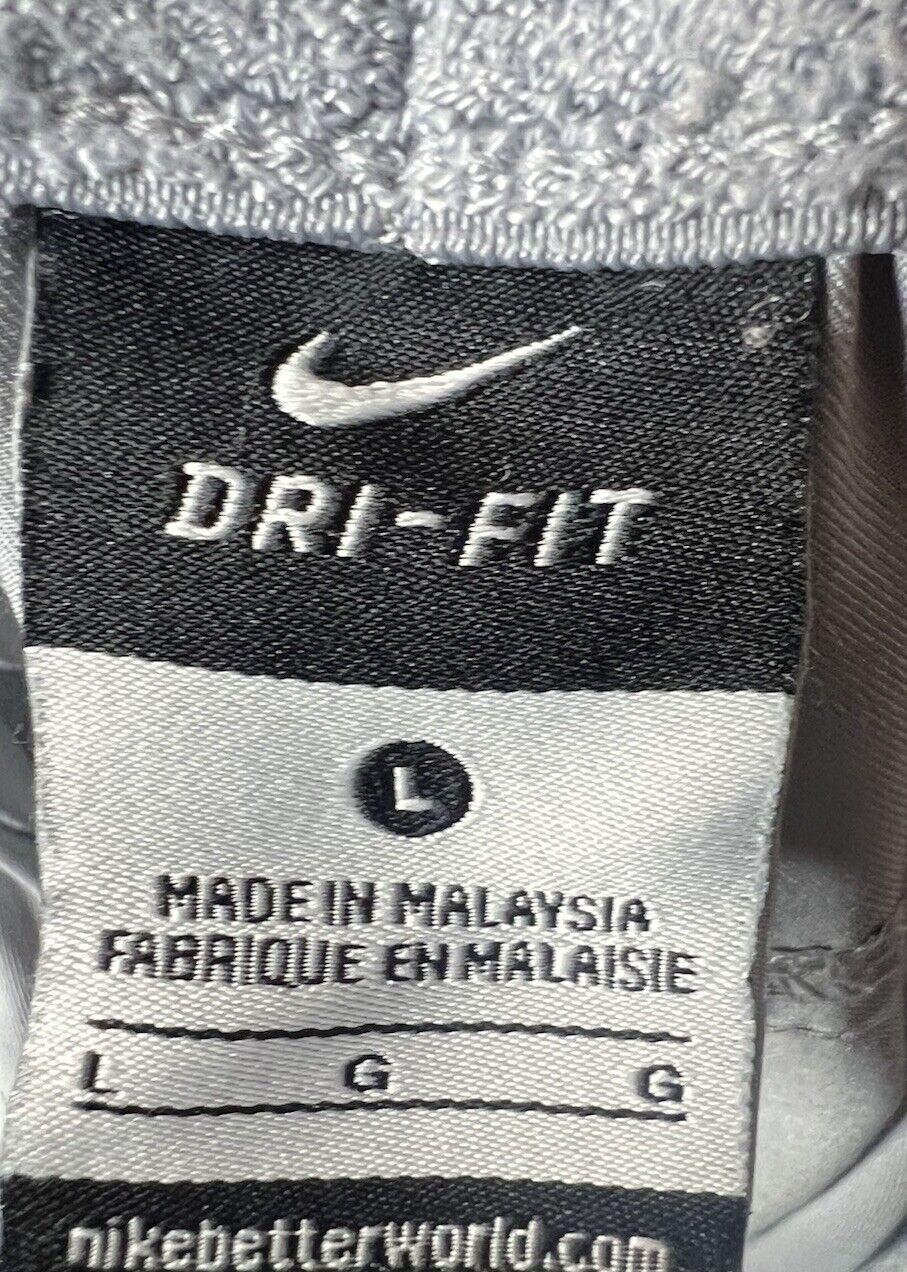 DRI-FIT
L
MADE IN MALAYSIA
FABRIQUE EN MALAISIE
L G G
nikebetterworld.com